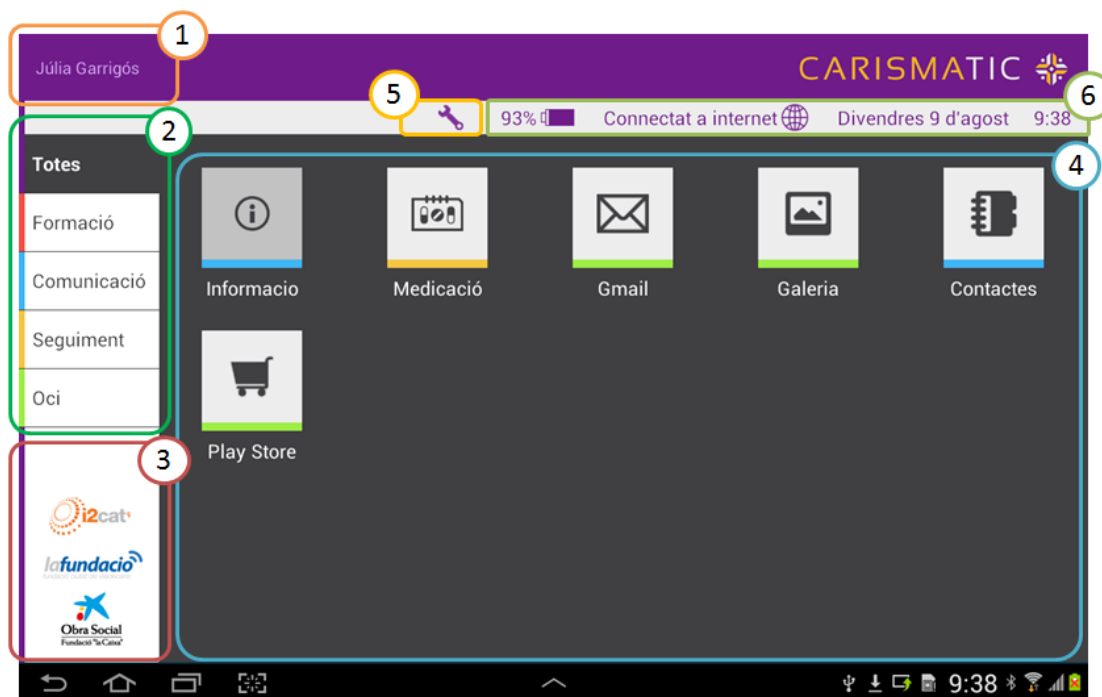 1
Júlia Garrigós
CARISMATIC
5
6
93%
Connectat a internet
Divendres 9 d'agost
9:38
2
4
Totes
Formació
Comunicació
Seguiment
Oci
Informacio
Medicació
Gmail
Galeria
Contactes
Play Store
3
i2cat
lafundació
Obra Social
Fundació "la Caixa"
9:38